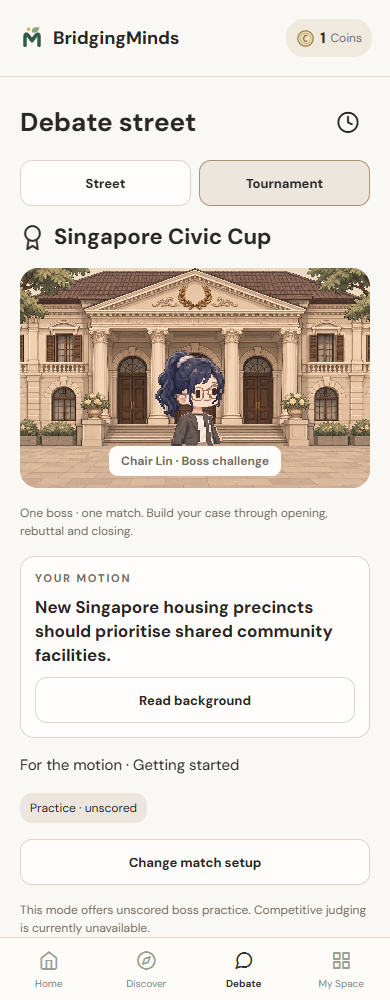 BridgingMinds
1 Coins
Debate street
Street
Tournament
Singapore Civic Cup
Chair Lin · Boss challenge
One boss · one match. Build your case through opening,
rebuttal and closing.
YOUR MOTION
New Singapore housing precincts
should prioritise shared community
facilities.
Read background
For the motion · Getting started
Practice · unscored
Change match setup
This mode offers unscored boss practice. Competitive judging
is currently unavailable.
Home
Discover
Debate
My Space